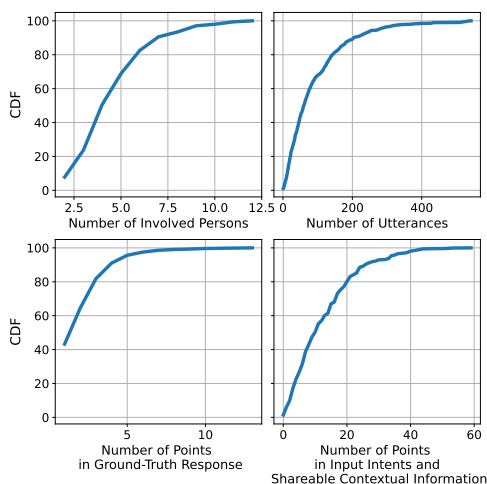 100
80
60
40
20
0
CDF
2.5 5.0 7.5 10.0 12.5
Number of Involved Persons
0 200 400
Number of Utterances
100
80
60
40
20
0
CDF
5 10
Number of Points
in Ground-Truth Response
0 20 40 60
Number of Points
in Input Intents and
Shareable Contextual Information